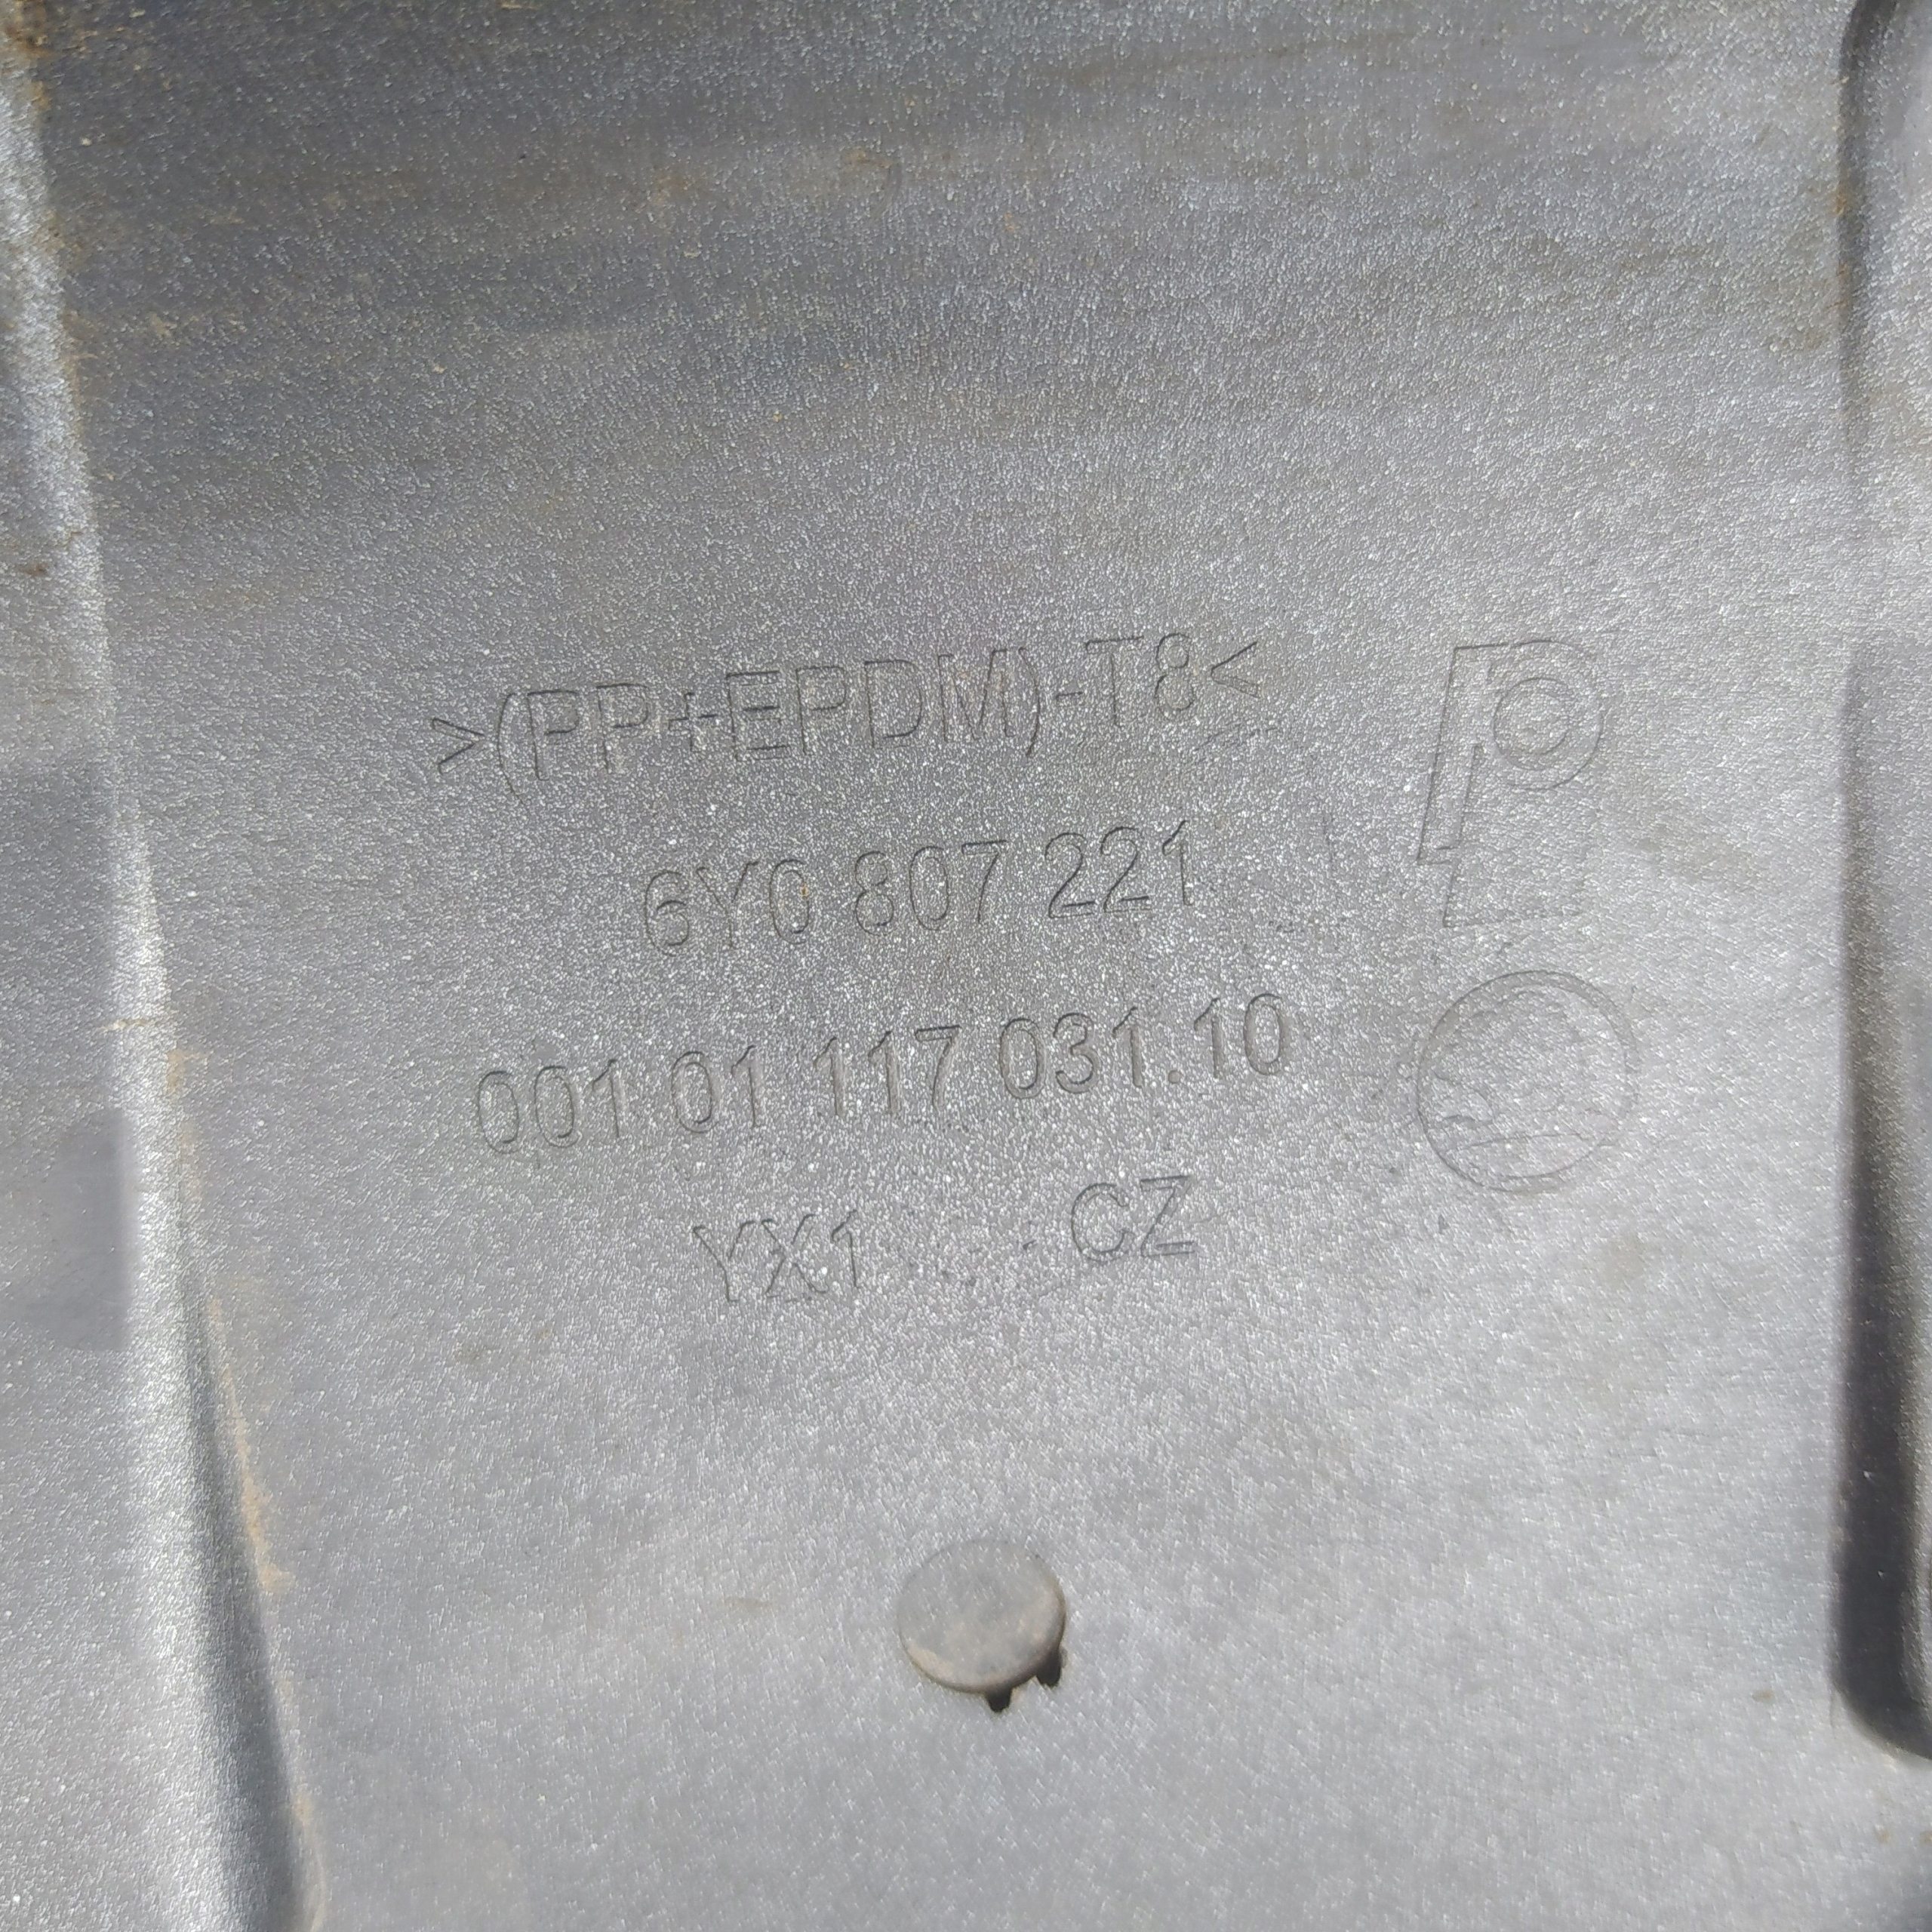 >(PP+EPDM)-T8<
6Y0 807 221
001 01 117 031.10
YX1 CZ